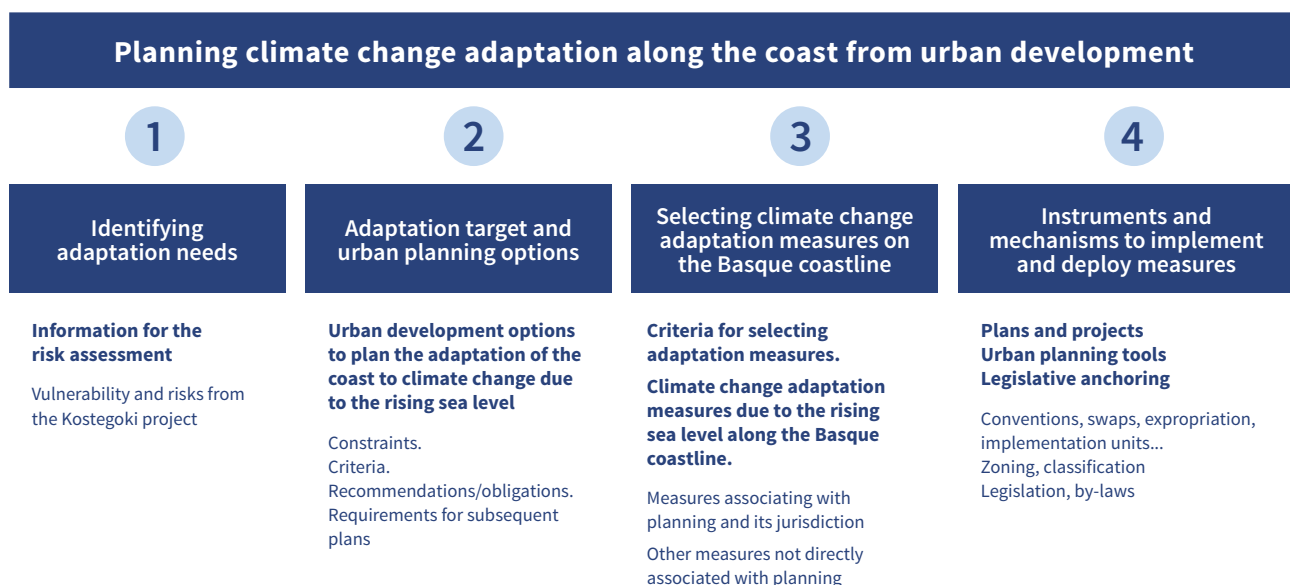 Planning climate change adaptation along the coast from urban development
1
Identifying
adaptation needs
Information for the
risk assessment
Vulnerability and risks from
the Kostegoki project
2
Adaptation target and
urban planning options
Urban development options
to plan the adaptation of the
coast to climate change due
to the rising sea level
Constraints.
Criteria.
Recommendations/obligations.
Requirements for subsequent
plans
3
Selecting climate change
adaptation measures on
the Basque coastline
Criteria for selecting
adaptation measures.
Climate change adaptation
measures due to the rising
sea level along the Basque
coastline.
Measures associating with
planning and its jurisdiction
Other measures not directly
associated with planning
4
Instruments and
mechanisms to implement
and deploy measures
Plans and projects
Urban planning tools
Legislative anchoring
Conventions, swaps, expropriation,
implementation units...
Zoning, classification
Legislation, by-laws